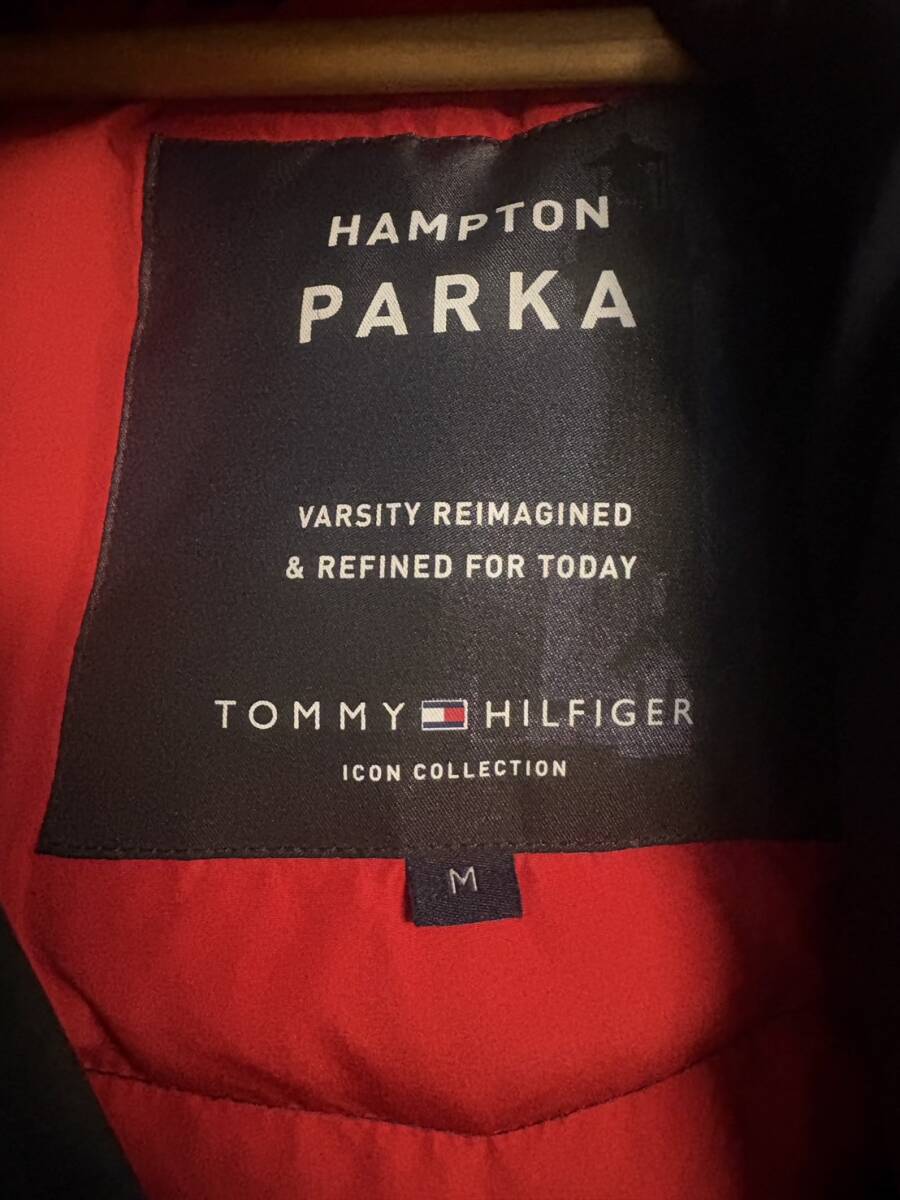 HAMPTON
PARKA
VARSITY REIMAGINED
& REFINED FOR TODAY
TOMMY HILFIGER
ICON COLLECTION
M